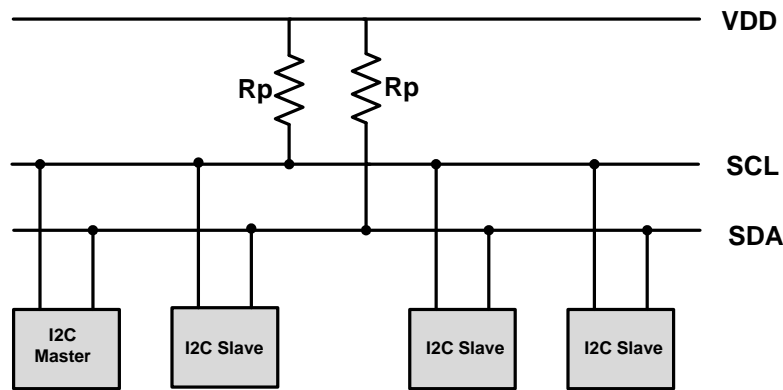 VDD
Rp
Rp
SCL
SDA
I2C
Master
I2C Slave
I2C Slave
I2C Slave